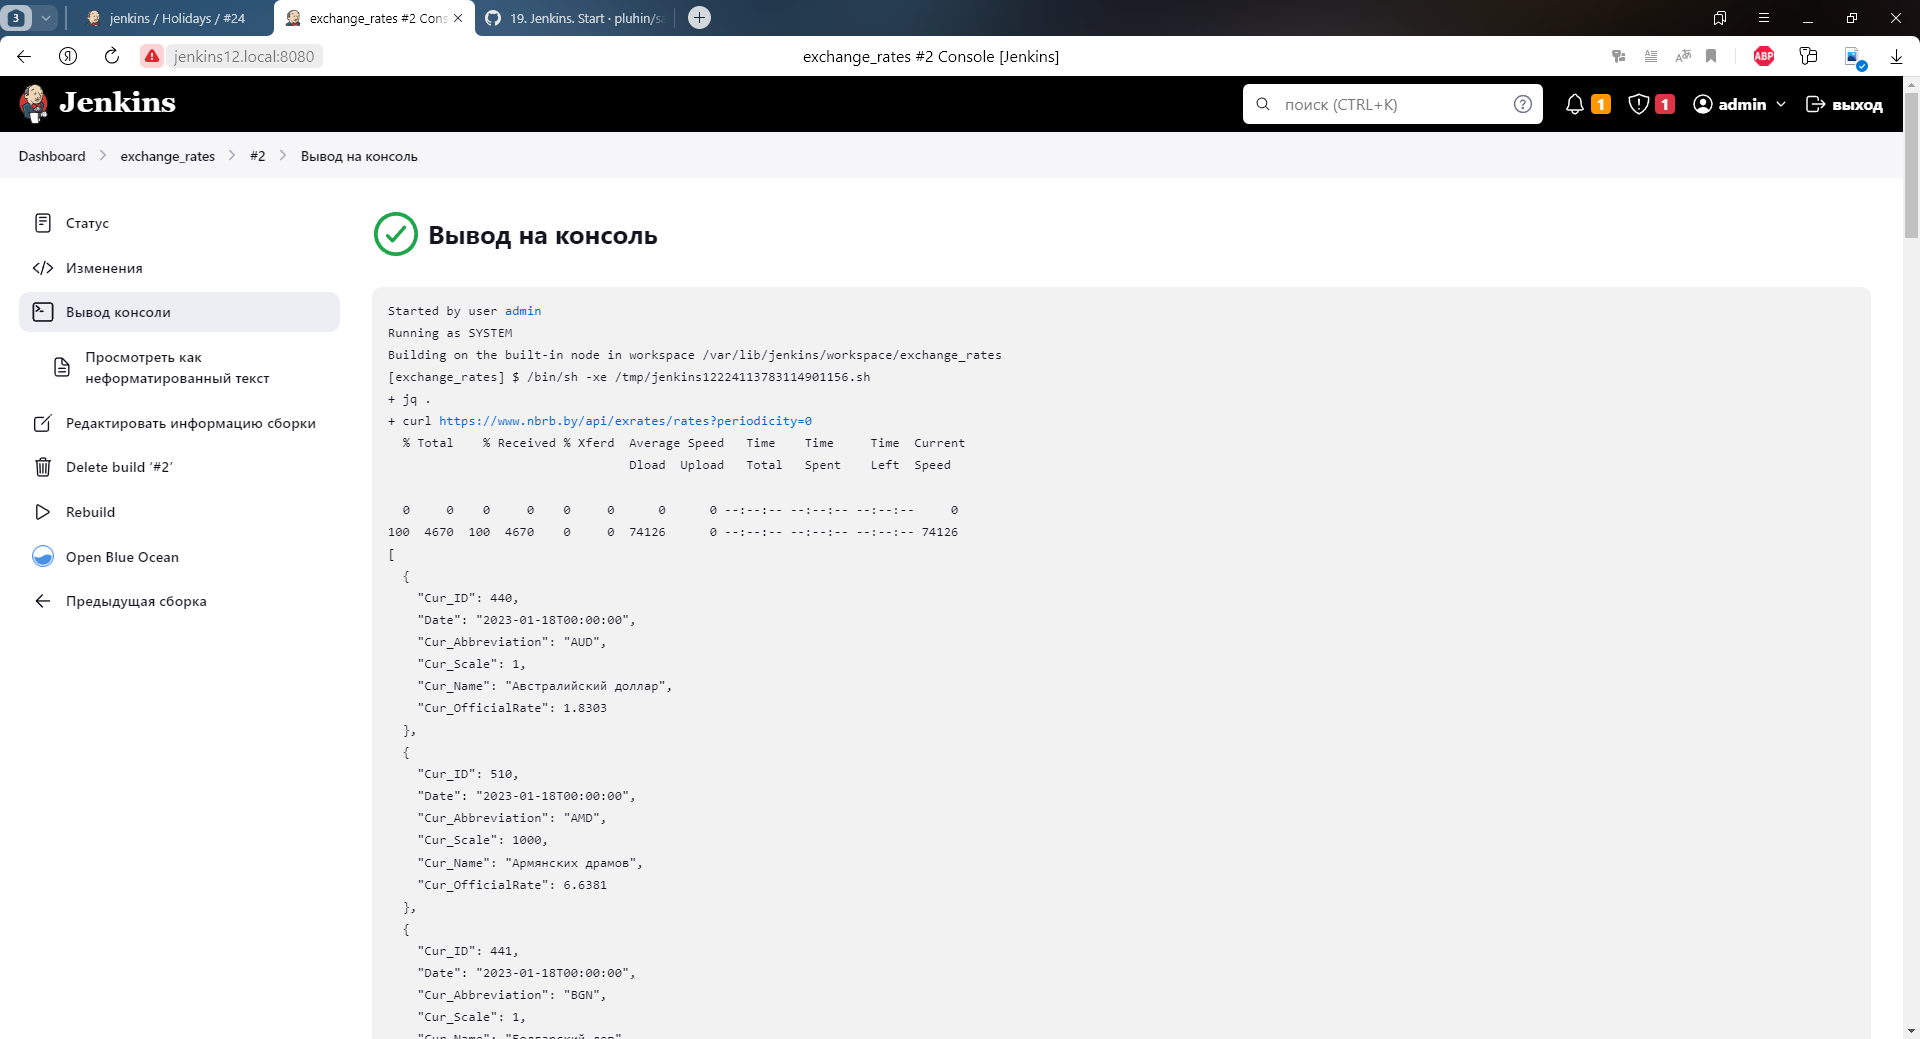 3
jenkins / Holidays / #24
exchange_rates #2 Cons
19. Jenkins. Start · pluhin/sa
jenkins12.local:8080
exchange_rates #2 Console [Jenkins]
ABP
Jenkins
поиск (CTRL+K)
1
1
admin
выход
Dashboard
exchange_rates
#2
Вывод на консоль
Статус
Изменения
Вывод консоли
Просмотреть как
неформатированный текст
Редактировать информацию сборки
Delete build ‘#2’
Rebuild
Open Blue Ocean
Предыдущая сборка
Вывод на консоль
Started by user admin
Running as SYSTEM
Building on the built-in node in workspace /var/lib/jenkins/workspace/exchange_rates
[exchange_rates] $ /bin/sh -xe /tmp/jenkins12224113783114901156.sh
+ jq .
+ curl https://www.nbrb.by/api/exrates/rates?periodicity=0
  % Total    % Received % Xferd  Average Speed   Time    Time     Time  Current
                                 Dload  Upload   Total   Spent    Left  Speed
  0     0    0     0    0     0      0      0 --:--:-- --:--:-- --:--:--     0
100  4670  100  4670    0     0  74126      0 --:--:-- --:--:-- --:--:-- 74126
[
  {
    "Cur_ID": 440,
    "Date": "2023-01-18T00:00:00",
    "Cur_Abbreviation": "AUD",
    "Cur_Scale": 1,
    "Cur_Name": "Австралийский доллар",
    "Cur_OfficialRate": 1.8303
  },
  {
    "Cur_ID": 510,
    "Date": "2023-01-18T00:00:00",
    "Cur_Abbreviation": "AMD",
    "Cur_Scale": 1000,
    "Cur_Name": "Армянских драмов",
    "Cur_OfficialRate": 6.6381
  },
  {
    "Cur_ID": 441,
    "Date": "2023-01-18T00:00:00",
    "Cur_Abbreviation": "BGN",
    "Cur_Scale": 1,
    "Cur_Name": "Болгарский лев"